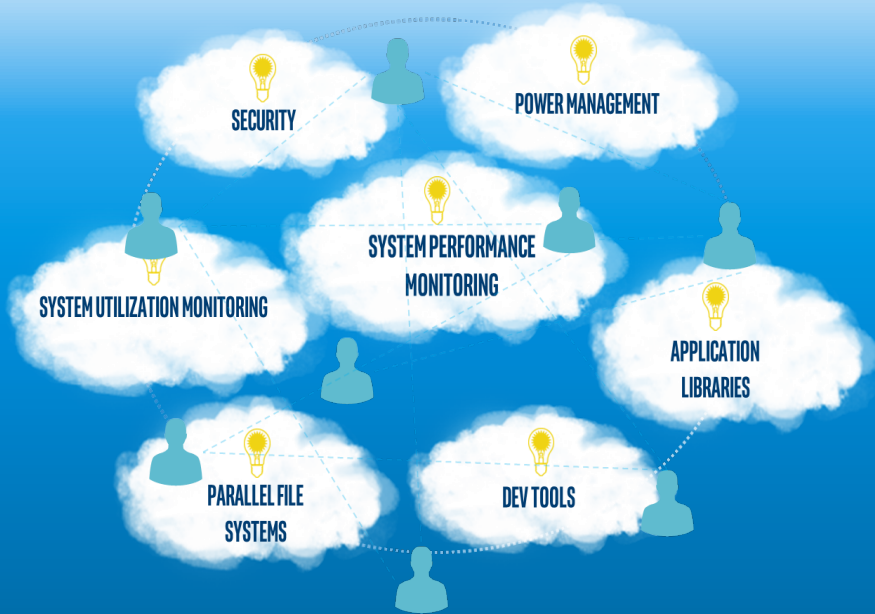 SECURITY
POWER MANAGEMENT
SYSTEM PERFORMANCE
MONITORING
SYSTEM UTILIZATION MONITORING
APPLICATION
LIBRARIES
PARALLEL FILE
SYSTEMS
DEV TOOLS